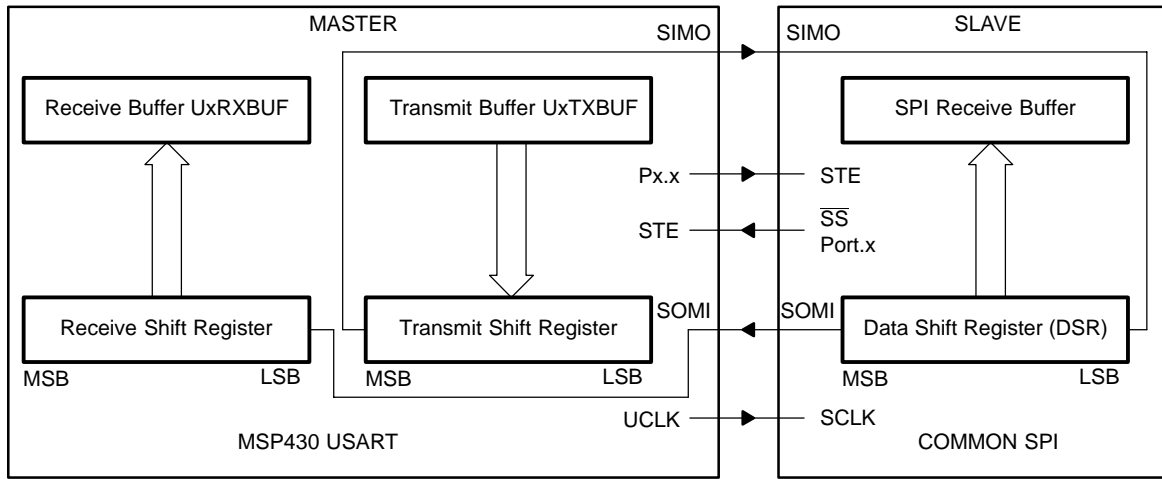 MASTER
SIMO
SIMO
SLAVE
Receive Buffer UxRXBUF
Transmit Buffer UxTXBUF
SPI Receive Buffer
Px.x
STE
STE
S̅S̅
Port.x
SOMI
SOMI
Receive Shift Register
Transmit Shift Register
Data Shift Register (DSR)
MSB
LSB
MSB
LSB
MSB
LSB
UCLK
SCLK
MSP430 USART
COMMON SPI